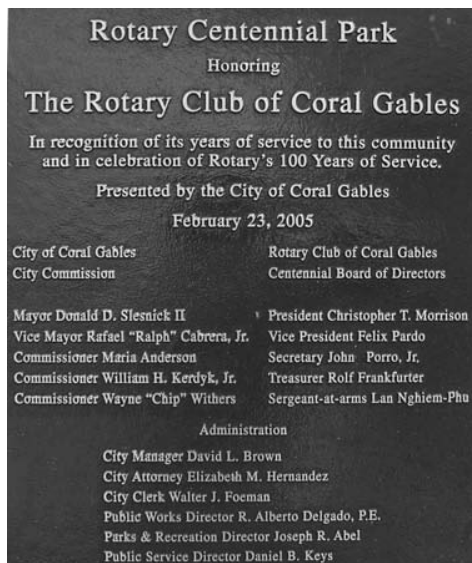 Rotary Centennial Park
Honoring
The Rotary Club of Coral Gables
In recognition of its years of service to this community
and in celebration of Rotary's 100 Years of Service.
Presented by the City of Coral Gables
February 23, 2005
City of Coral Gables
City Commission
Mayor Donald D. Slesnick II
Vice Mayor Rafael "Ralph" Cabrera, Jr.
Commissioner Maria Anderson
Commissioner William H. Kerdyk, Jr.
Commissioner Wayne "Chip" Withers
Rotary Club of Coral Gables
Centennial Board of Directors
President Christopher T. Morrison
Vice President Felix Pardo
Secretary John Porro, Jr.
Treasurer Rolf Frankfurter
Sergeant-at-arms Lan Nghiem-Phu
Administration
City Manager David L. Brown
City Attorney Elizabeth M. Hernandez
City Clerk Walter J. Foeman
Public Works Director R. Alberto Delgado, P.E.
Parks & Recreation Director Joseph R. Abel
Public Service Director Daniel B. Keys